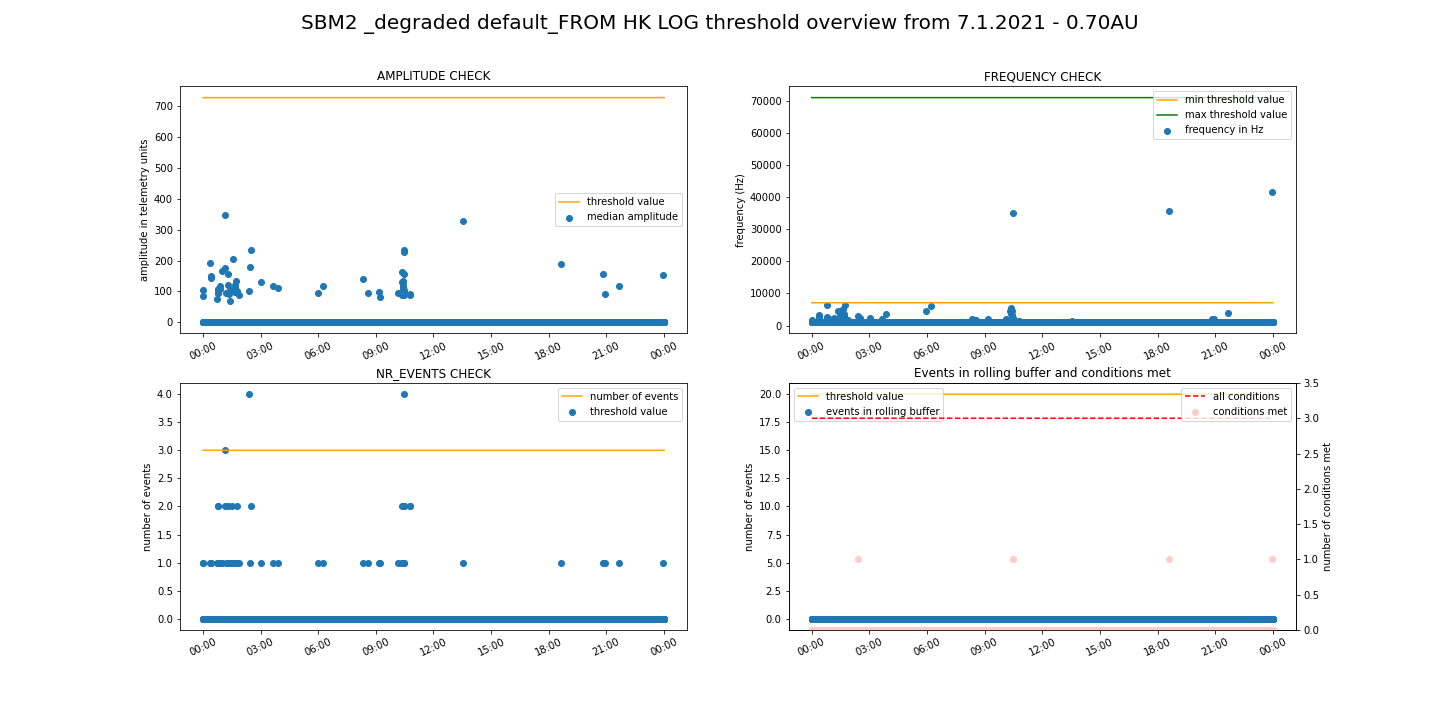 SBM2 _degraded default_FROM HK LOG threshold overview from 7.1.2021 - 0.70AU
AMPLITUDE CHECK
amplitude in telemetry units
700
600
500
400
300
200
100
0
threshold value
median amplitude
00:00 03:00 06:00 09:00 12:00 15:00 18:00 21:00 00:00
FREQUENCY CHECK
frequency (Hz)
70000
60000
50000
40000
30000
20000
10000
0
min threshold value
max threshold value
frequency in Hz
00:00 03:00 06:00 09:00 12:00 15:00 18:00 21:00 00:00
NR_EVENTS CHECK
number of events
4.0
3.5
3.0
2.5
2.0
1.5
1.0
0.5
0.0
number of events
threshold value
00:00 03:00 06:00 09:00 12:00 15:00 18:00 21:00 00:00
Events in rolling buffer and conditions met
number of events
20.0
17.5
15.0
12.5
10.0
7.5
5.0
2.5
0.0
threshold value
events in rolling buffer
all conditions
conditions met
3.5
3.0
2.5
2.0
1.5
1.0
0.5
0.0
number of conditions met
00:00 03:00 06:00 09:00 12:00 15:00 18:00 21:00 00:00